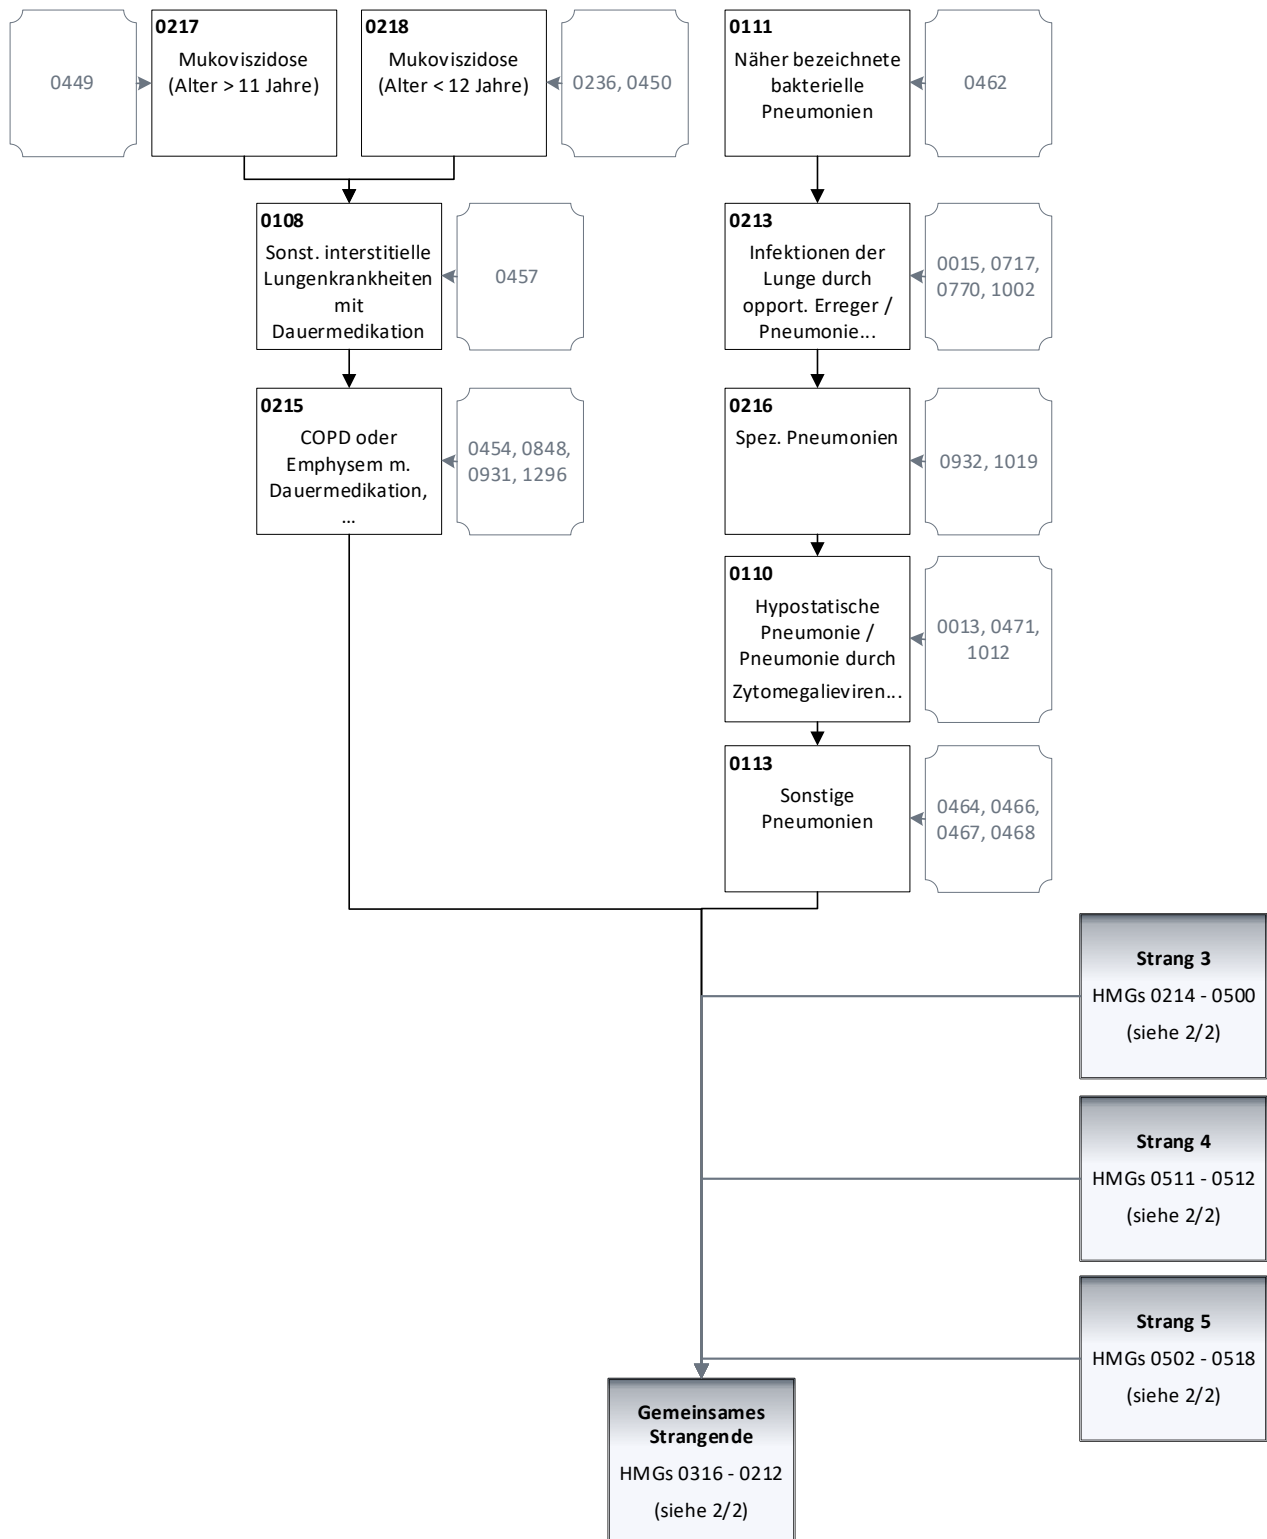 0449
0217
Mukoviszidose
(Alter > 11 Jahre)
0218
Mukoviszidose
(Alter < 12 Jahre)
0236, 0450
0111
Näher bezeichnete
bakterielle
Pneumonien
0462
0108
Sonst. interstitielle
Lungenkrankheiten
mit
Dauermedikation
0457
0213
Infektionen der
Lunge durch
opport. Erreger /
Pneumonie...
0015, 0717,
0770, 1002
0215
COPD oder
Emphysem m.
Dauermedikation,
...
0454, 0848,
0931, 1296
0216
Spez. Pneumonien
0932, 1019
0110
Hypostatische
Pneumonie /
Pneumonie durch
Zytomegalieviren...
0013, 0471,
1012
0113
Sonstige
Pneumonien
0464, 0466,
0467, 0468
Strang 3
HMGs 0214 - 0500
(siehe 2/2)
Strang 4
HMGs 0511 - 0512
(siehe 2/2)
Strang 5
HMGs 0502 - 0518
(siehe 2/2)
Gemeinsames
Strangende
HMGs 0316 - 0212
(siehe 2/2)